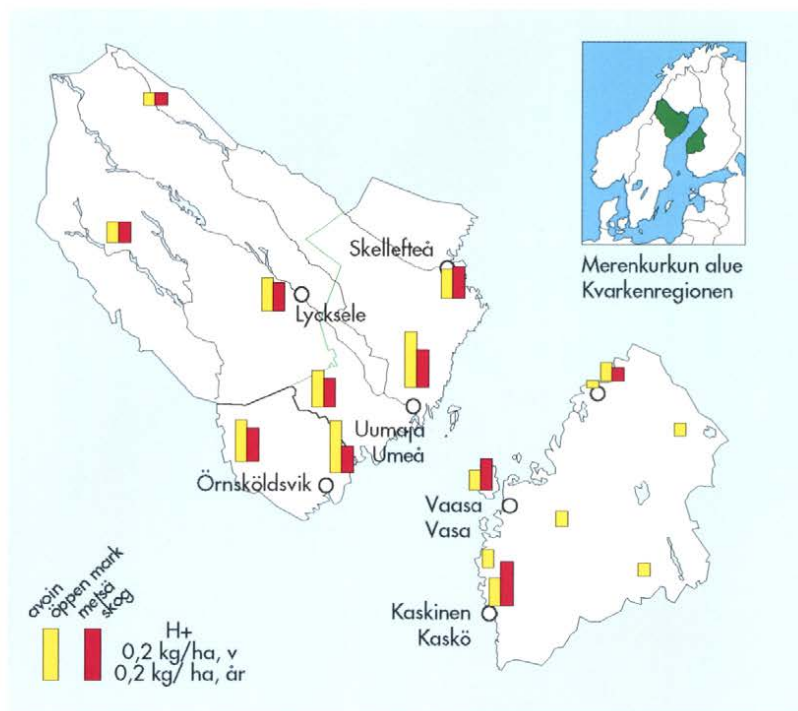 Skellefteå
Lycksele
Uumaja
Umeå
Örnsköldsvik
Merenkurkun alue
Kvarkenregionen
Vaasa
Vasa
Kaskinen
Kaskö
avoin
öppen mark
metsä
skog
H+
0,2 kg/ha, v
0,2 kg/ ha, år